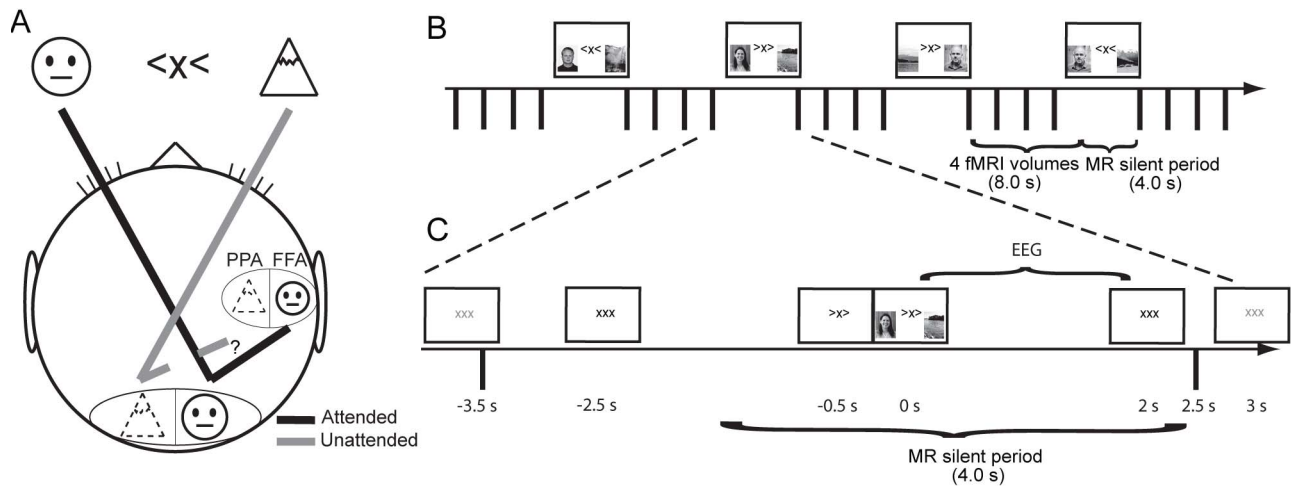 A
<x<
PPA FFA
?
Attended
Unattended
B
<x<
>x>
>x>
<x<
4 fMRI volumes
(8.0 s)
MR silent period
(4.0 s)
C
EEG
xxx
xxx
>x>
>x>
xxx
xxx
-3.5 s
-2.5 s
-0.5 s
0 s
2 s
2.5 s
3 s
MR silent period
(4.0 s)